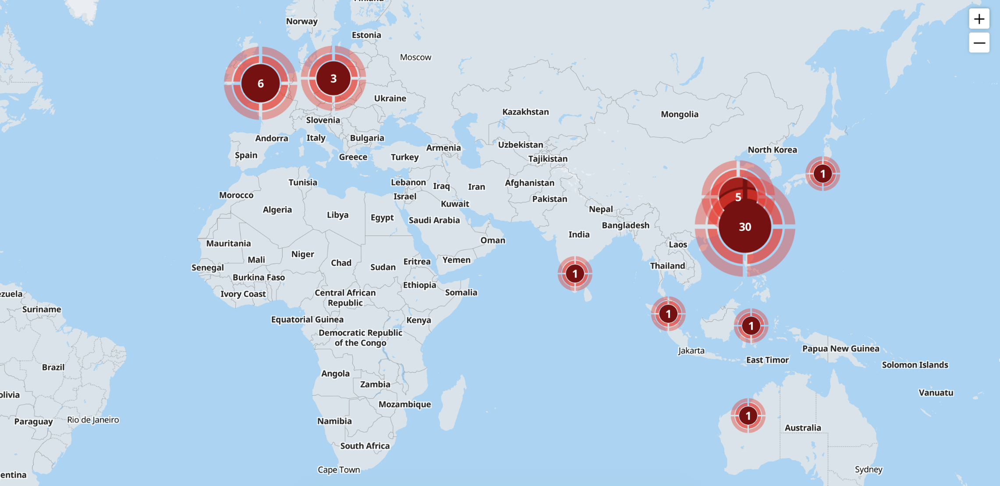 Finland
Norway
+
Estonia
−
Moscow
3
6
Ukraine
Kazakhstan
Mongolia
Slovenia
Andorra
Italy
Bulgaria
Uzbekistan
Armenia
North Korea
Spain
Greece
Turkey
Tajikistan
1
Tunisia
Lebanon
Iraq
Iran
Afghanistan
Morocco
Israel
5
Pakistan
Kuwait
Algeria
Nepal
Libya
Egypt
Saudi Arabia
Bangladesh
30
India
Oman
Mauritania
Laos
Niger
Mali
Chad
Eritrea
Yemen
Senegal
Sudan
Thailand
1
Burkina Faso
Ethiopia
ezuela
Ivory Coast
Central African
Republic
Somalia
Suriname
1
Equatorial Guinea
Kenya
1
Democratic Republic
of the Congo
Papua New Guinea
Jakarta
East Timor
Solomon Islands
Brazil
Angola
Zambia
olivia
Vanuatu
Mozambique
1
Paraguay
Rio de Janeiro
Namibia
Australia
South Africa
Cape Town
Sydney
entina